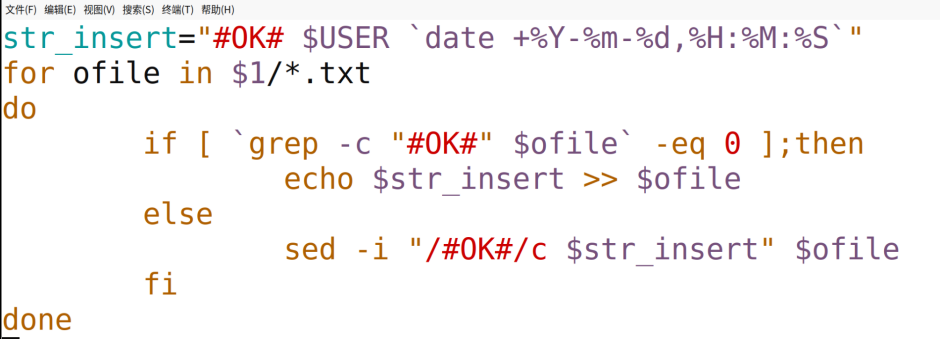 文件(F) 编辑(E) 视图(V) 搜索(S) 终端(T) 帮助(H)
str_insert="#OK# $USER `date +%Y-%m-%d,%H:%M:%S`"
for ofile in $1/*.txt
do
if [ `grep -c "#OK#" $ofile` -eq 0 ];then
echo $str_insert >> $ofile
else
sed -i "/#OK#/c $str_insert" $ofile
fi
done